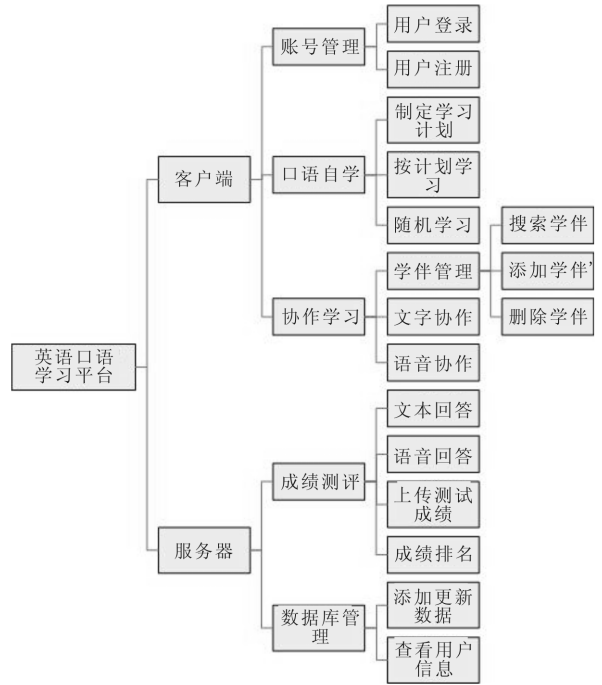 用户登录
账号管理
用户注册
制定学习
计划
客户端
口语自学
按计划学
习
随机学习
搜索学伴
学伴管理
添加学伴'
协作学习
文字协作
删除学伴
语音协作
英语口语
学习平台
文本回答
语音回答
成绩测评
上传测试
成绩
服务器
成绩排名
添加更新
数据
数据库管
理
查看用户
信息